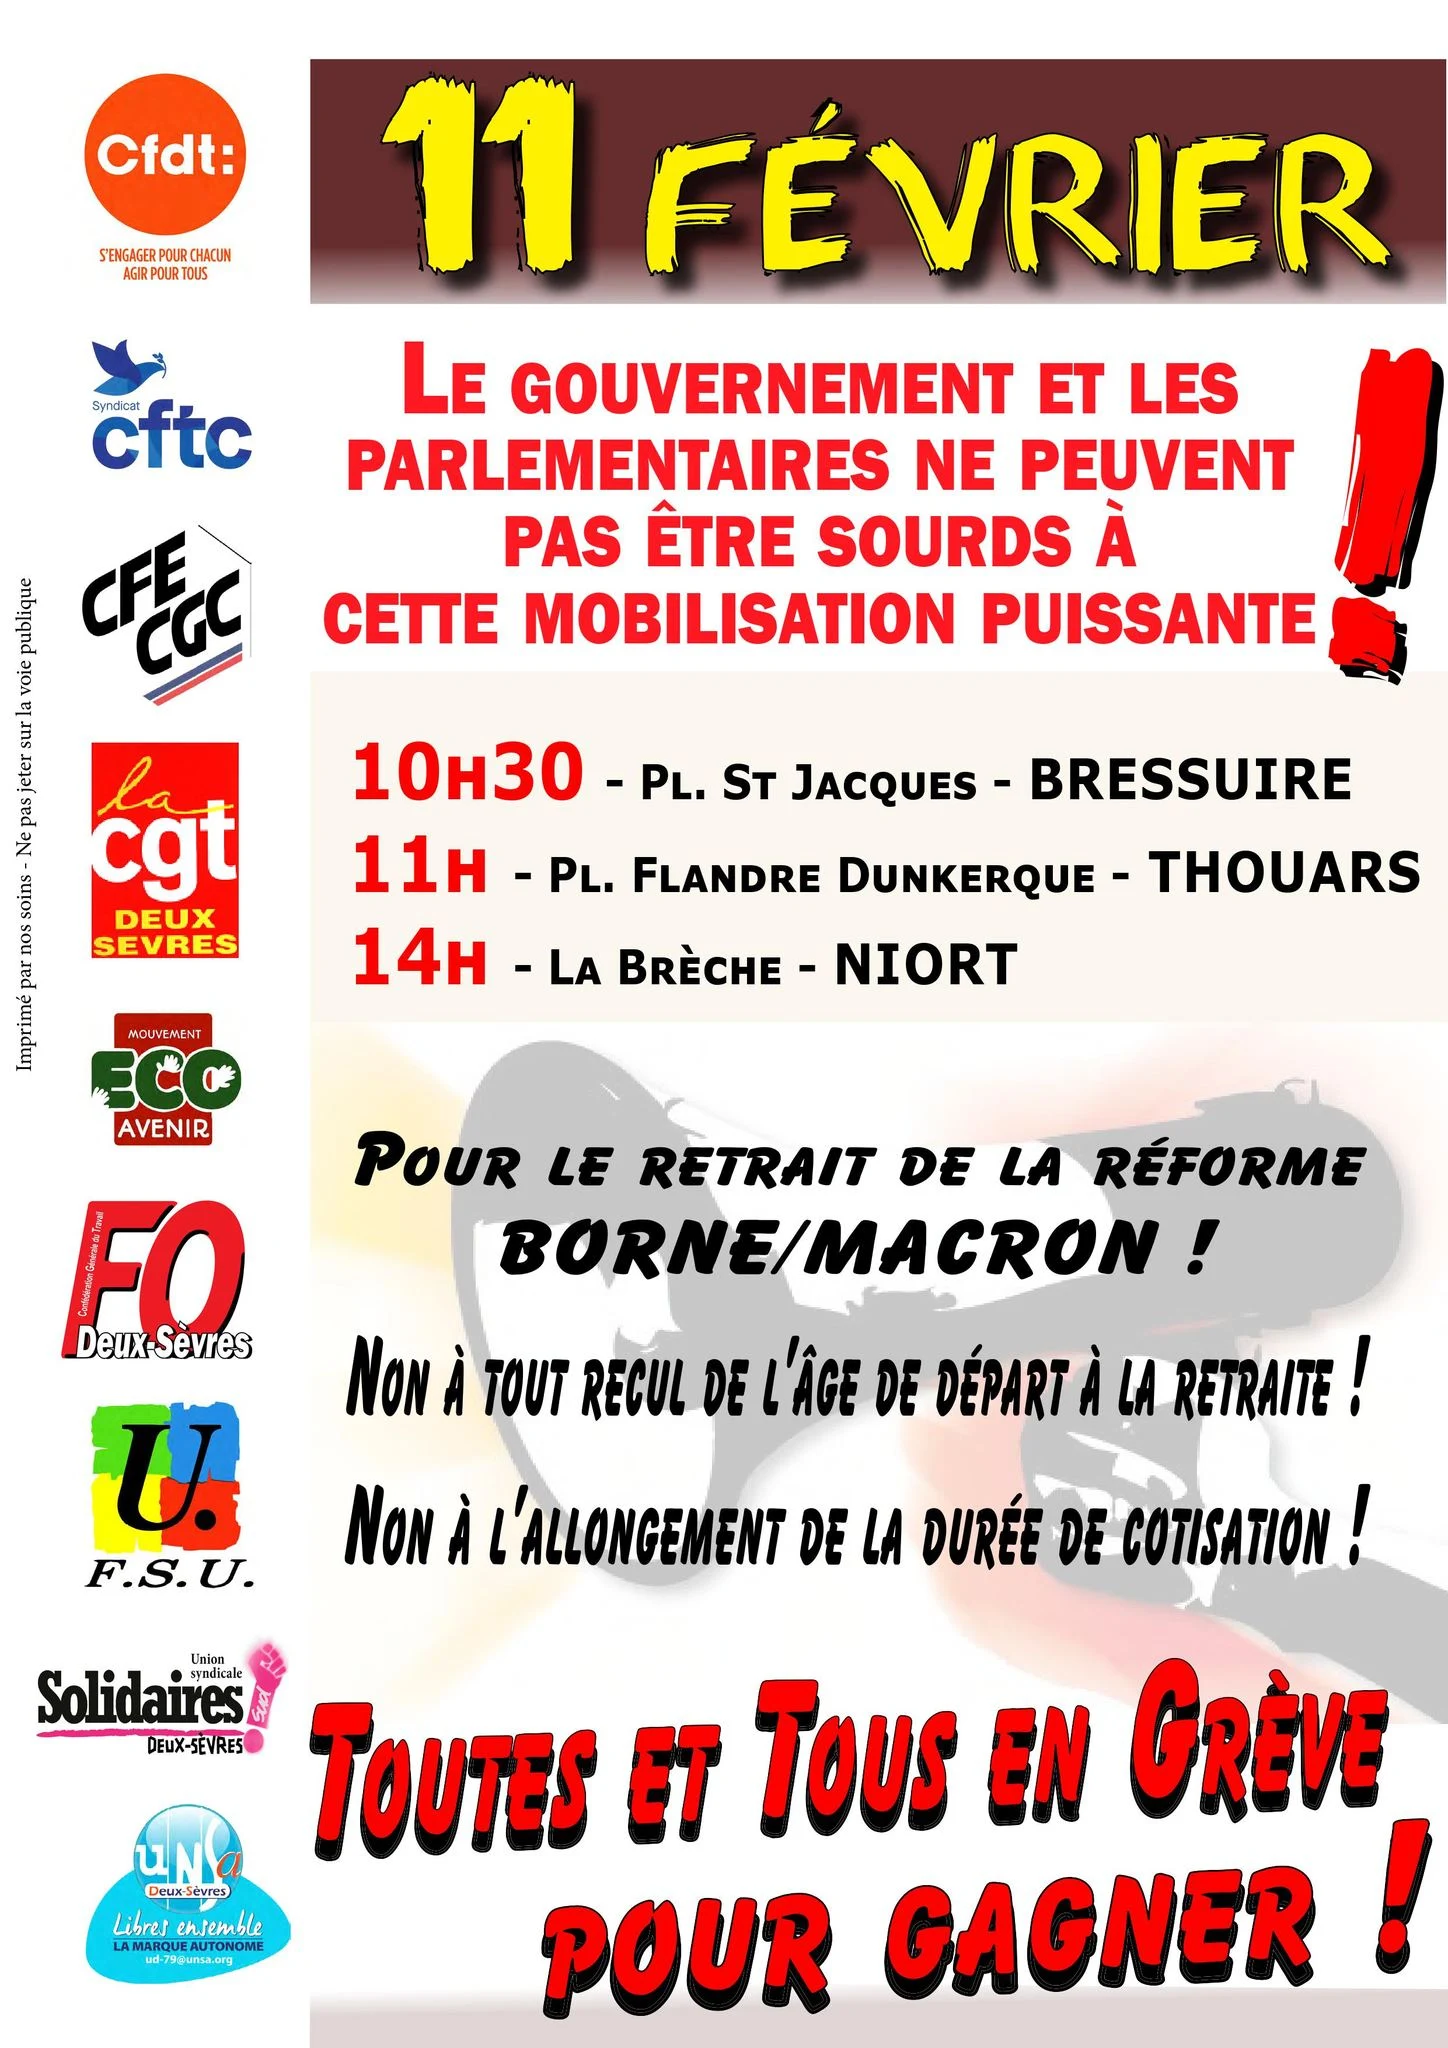 Cfdt:
S'ENGAGER POUR CHACUN
AGIR POUR TOUS
Syndicat
cftc
CFE
CGC
la
cgt
DEUX
SEVRES
MOUVEMENT
ECO
AVENIR
Confédération Générale du Travail
FO
Deux-Sèvres
U.
F.S.U.
Union
syndicale
Solidaires
sud
DEUX-SÈVRES
UNSa
Deux-Sèvres
Libres ensemble
LA MARQUE AUTONOME
ud-79@unsa.org
Imprimé par nos soins - Ne pas jeter sur la voie publique
11 FÉVRIER
LE GOUVERNEMENT ET LES
PARLEMENTAIRES NE PEUVENT
PAS ÊTRE SOURDS À
CETTE MOBILISATION PUISSANTE !
10H30 - PL. ST JACQUES - BRESSUIRE
11H - PL. FLANDRE DUNKERQUE - THOUARS
14H - LA BRÈCHE - NIORT
POUR LE RETRAIT DE LA RÉFORME
BORNE/MACRON !
NON À TOUT RECUL DE L'ÂGE DE DÉPART À LA RETRAITE !
NON À L'ALLONGEMENT DE LA DURÉE DE COTISATION !
TOUTES ET TOUS EN GRÈVE
POUR GAGNER !